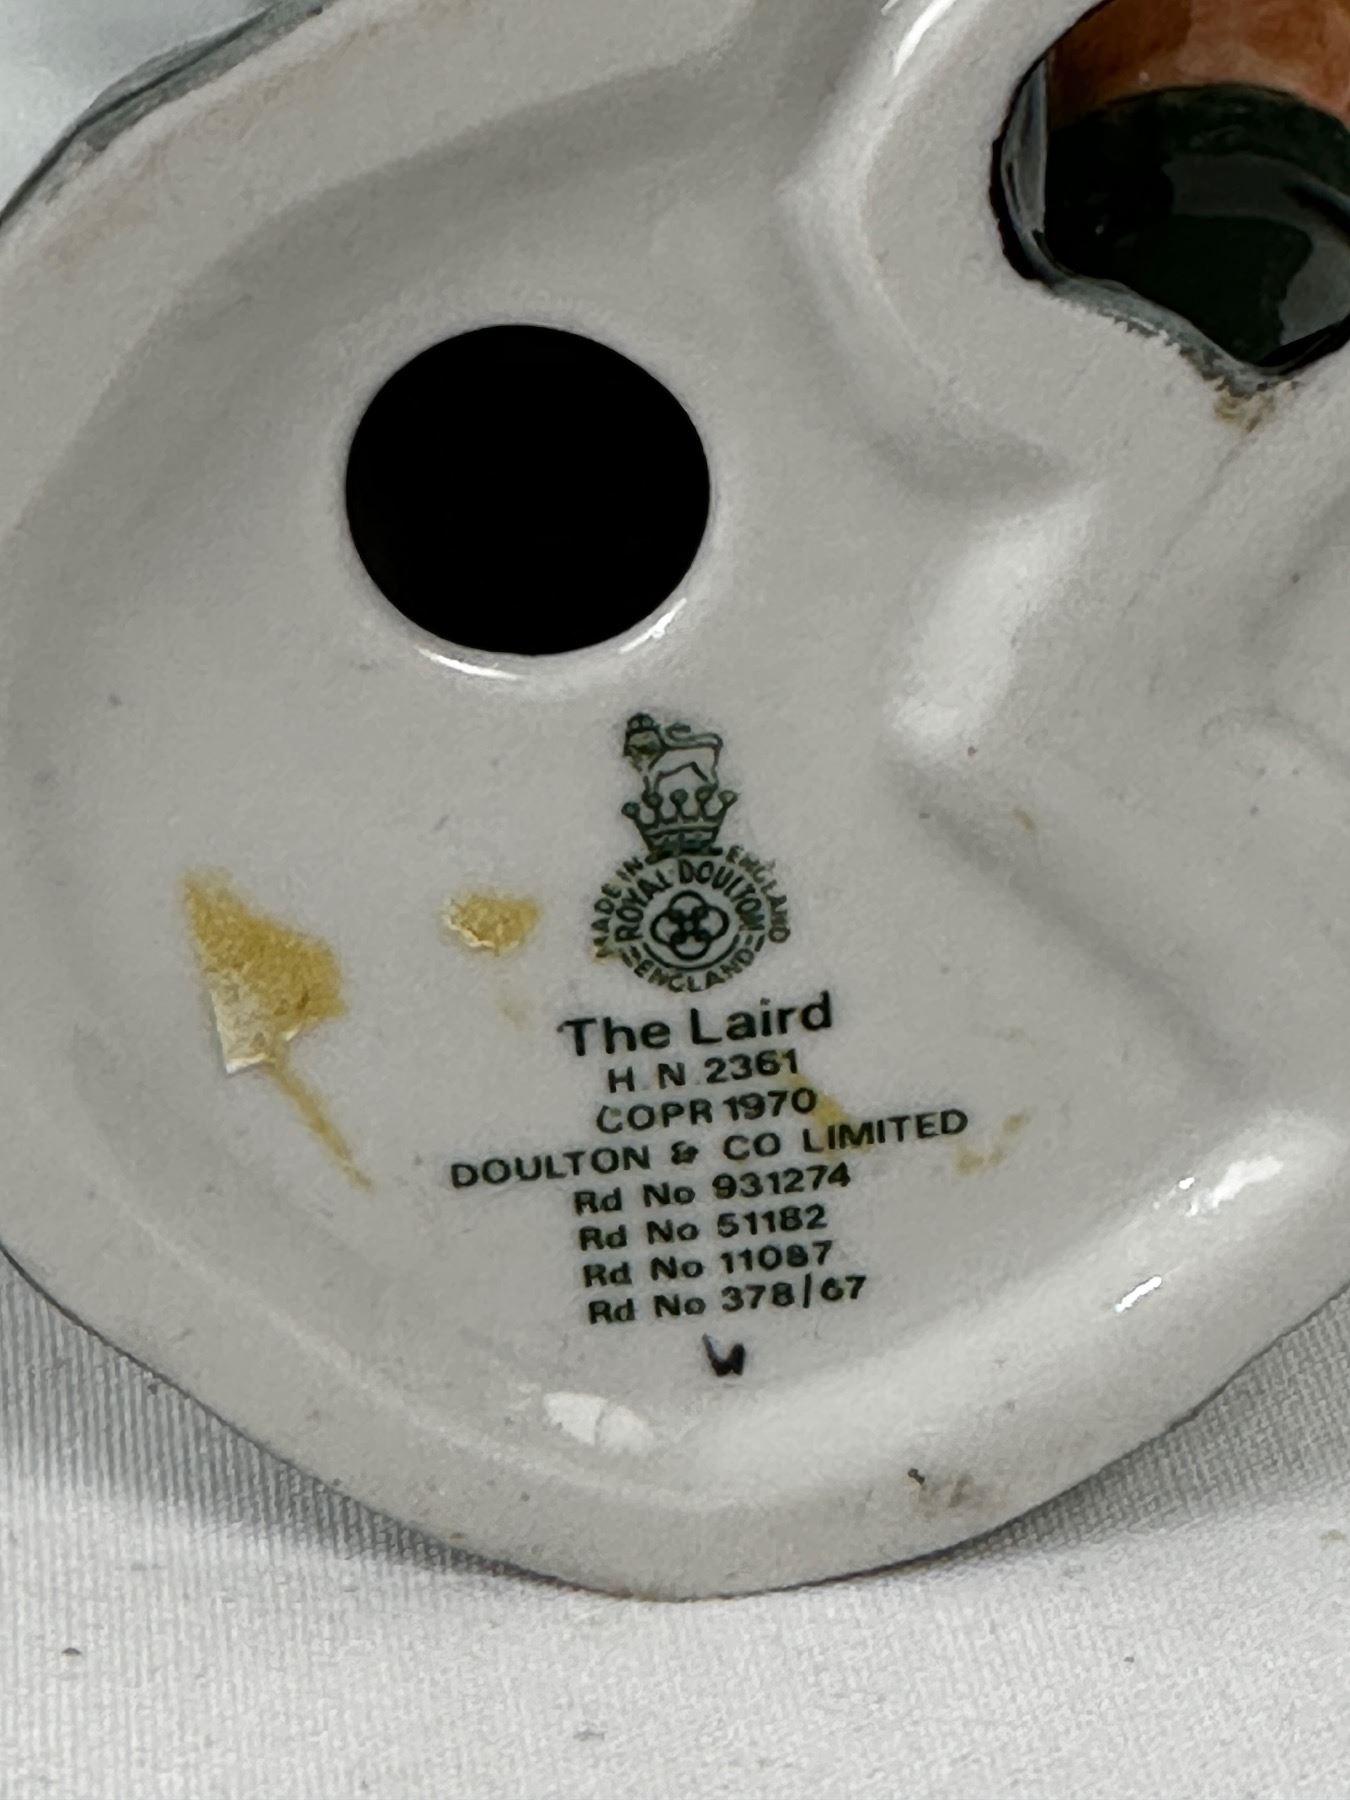 MADE IN ENGLAND
ROYAL DOULTON
ENGLAND
The Laird
H.N.2361
COPR 1970
DOULTON & CO LIMITED
Rd No 931274
Rd No 51182
Rd No 11087
Rd No 378/67
W